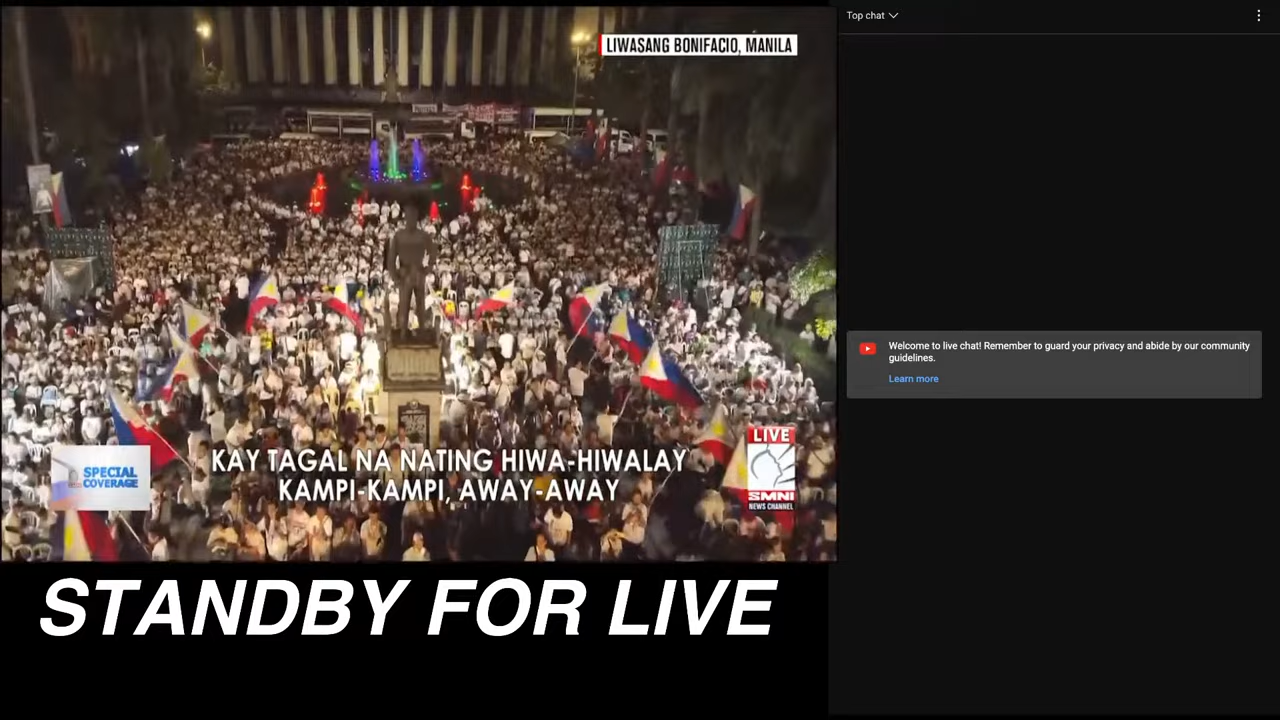 Top chat
LIWASANG BONIFACIO, MANILA
Welcome to live chat! Remember to guard your privacy and abide by our community
guidelines.
Learn more
LIVE
SMNI
NEWS CHANNEL
SPECIAL
COVERAGE
KAY TAGAL NA NATING HIWA-HIWALAY
KAMPI-KAMPI, AWAY-AWAY
STANDBY FOR LIVE